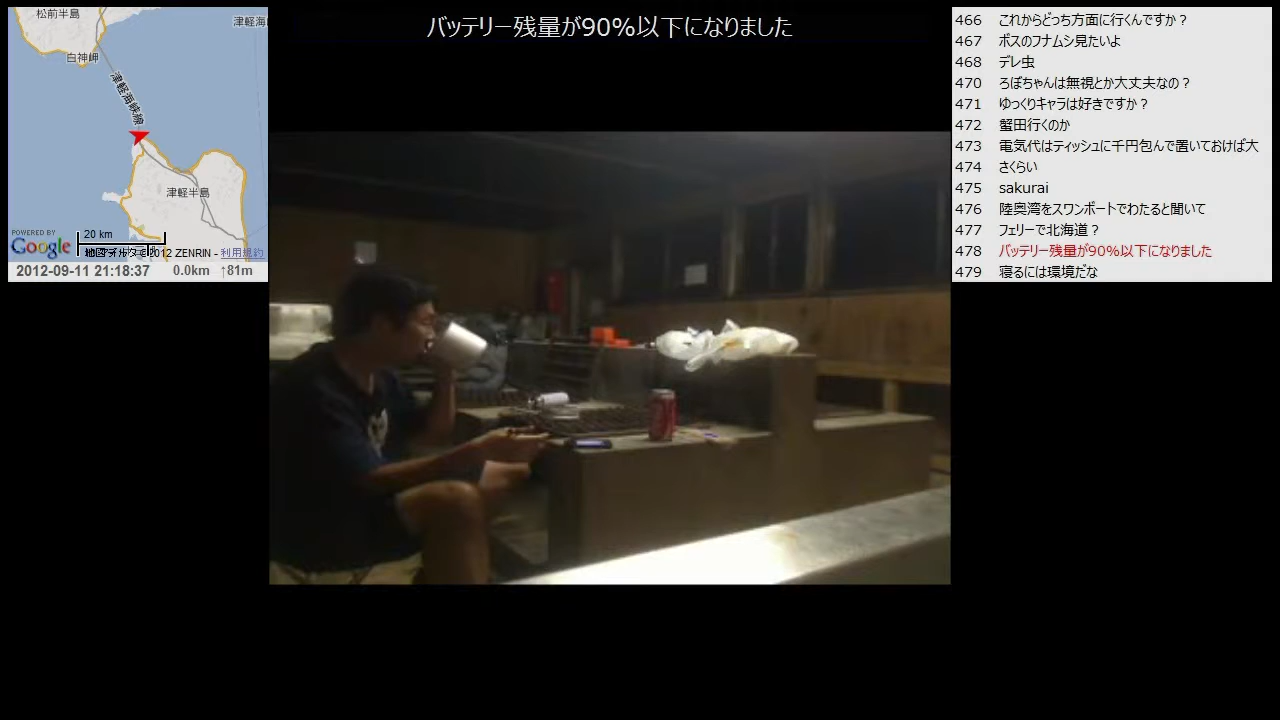 バッテリー残量が90%以下になりました
松前半島
津軽海
白神岬
津軽海峡線
津軽半島
20 km
POWERED BY
Google
©2012 ZENRIN - 利用規約
2012-09-11 21:18:37 0.0km ↑81m
466 これからどっち方面に行くんですか？
467 ボスのフナムシ見たいよ
468 デレ虫
470 ろぼちゃんは無視とか大丈夫なの？
471 ゆっくりキャラは好きですか？
472 蟹田行くのか
473 電気代はティッシュに千円包んで置いておけば大
474 さくらい
475 sakurai
476 陸奥湾をスワンボートでわたると聞いて
477 フェリーで北海道？
478 バッテリー残量が90%以下になりました
479 寝るには環境だな